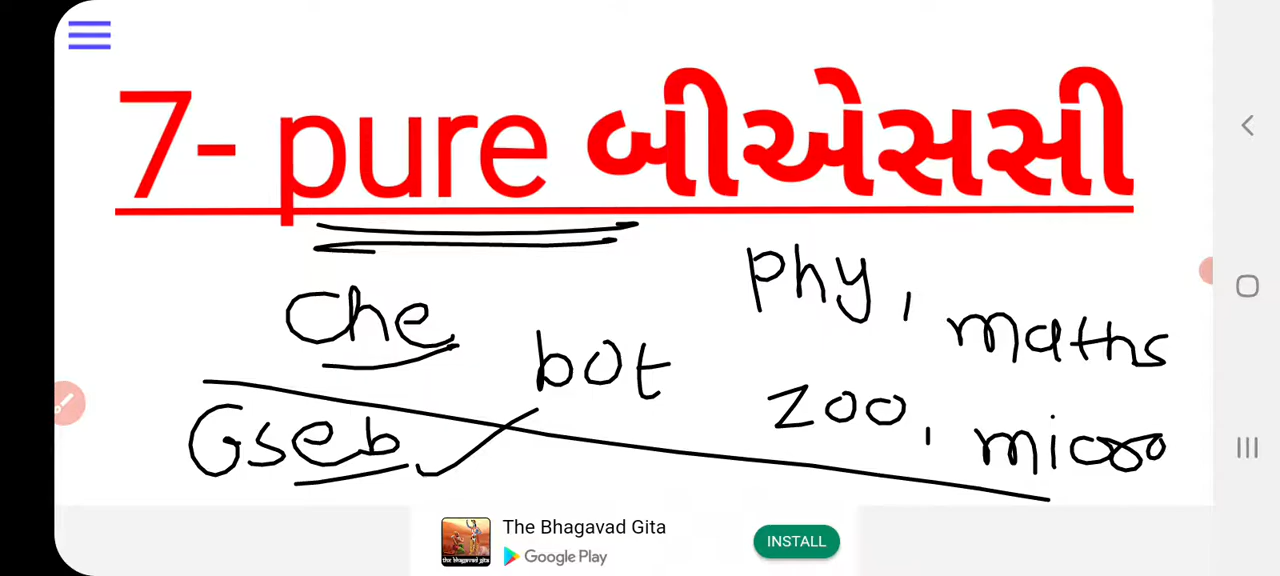 7- pure બીએસસી
Che
bot
phy,
maths
Gseb
zoo,
micro
The Bhagavad Gita
Google Play
INSTALL